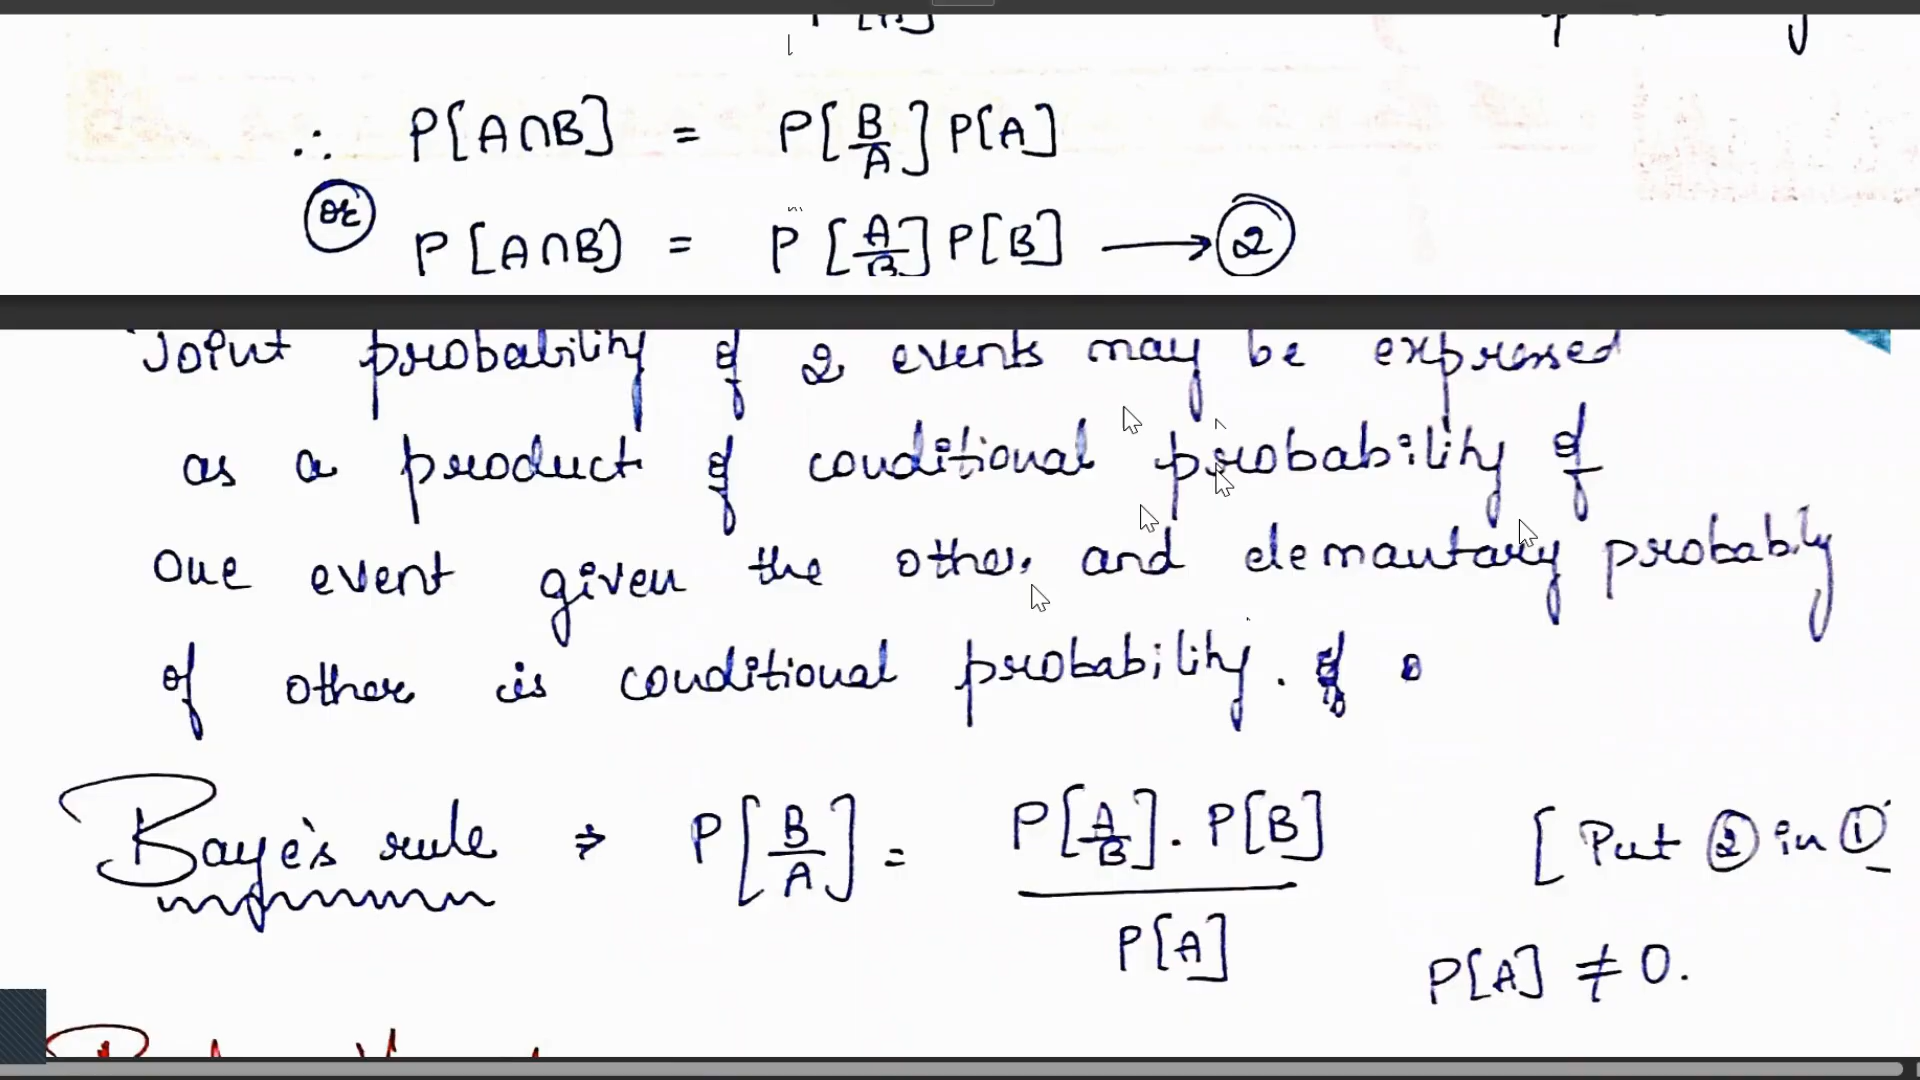 ∴ P[A∩B] = P[B/A] P[A]
or P[A∩B] = P[A/B] P[B] → 2
Joint probability of 2 events may be expressed
as a product of conditional probability of
one event given the other and elemantary probably
of other is conditional probability.
Baye's rule ⇒ P[B/A] = P[A/B] . P[B] / P[A] [Put 2 in 1
P[A] ≠ 0.